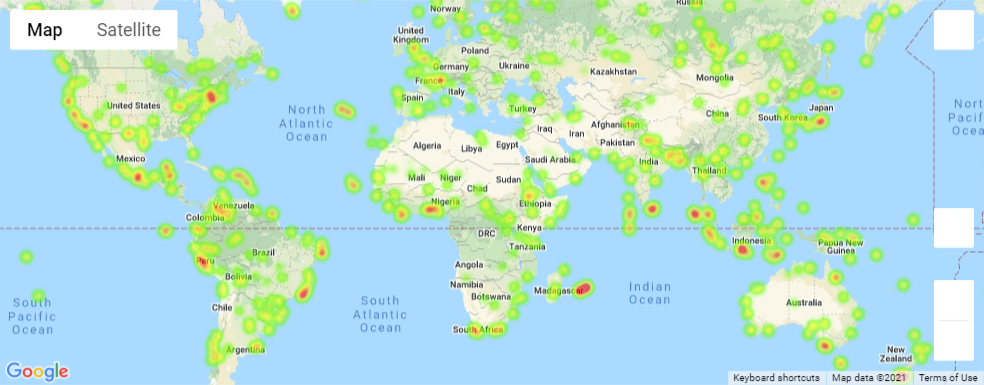 Map
Satellite
Norway
Russia
United
Kingdom
Poland
Germany
Ukraine
Kazakhstan
Mongolia
France
Italy
Spain
Turkey
United States
North
Atlantic
Ocean
China
South Korea
Japan
North
Pacif
Ocea
Afghanistan
Iraq
Iran
Pakistan
Algeria
Libya
Egypt
Saudi Arabia
Mexico
India
Thailand
Mali
Niger
Chad
Sudan
Nigeria
Ethiopia
Venezuela
Colombia
Kenya
DRC
Tanzania
Indonesia
Papua New
Guinea
Brazil
Peru
Bolivia
Angola
Namibia
Botswana
Madagascar
Indian
Ocean
Australia
South
Pacific
Ocean
South
Atlantic
Ocean
Chile
South Africa
Argentina
New
Zealand
Google
Keyboard shortcuts
Map data ©2021
Terms of Use